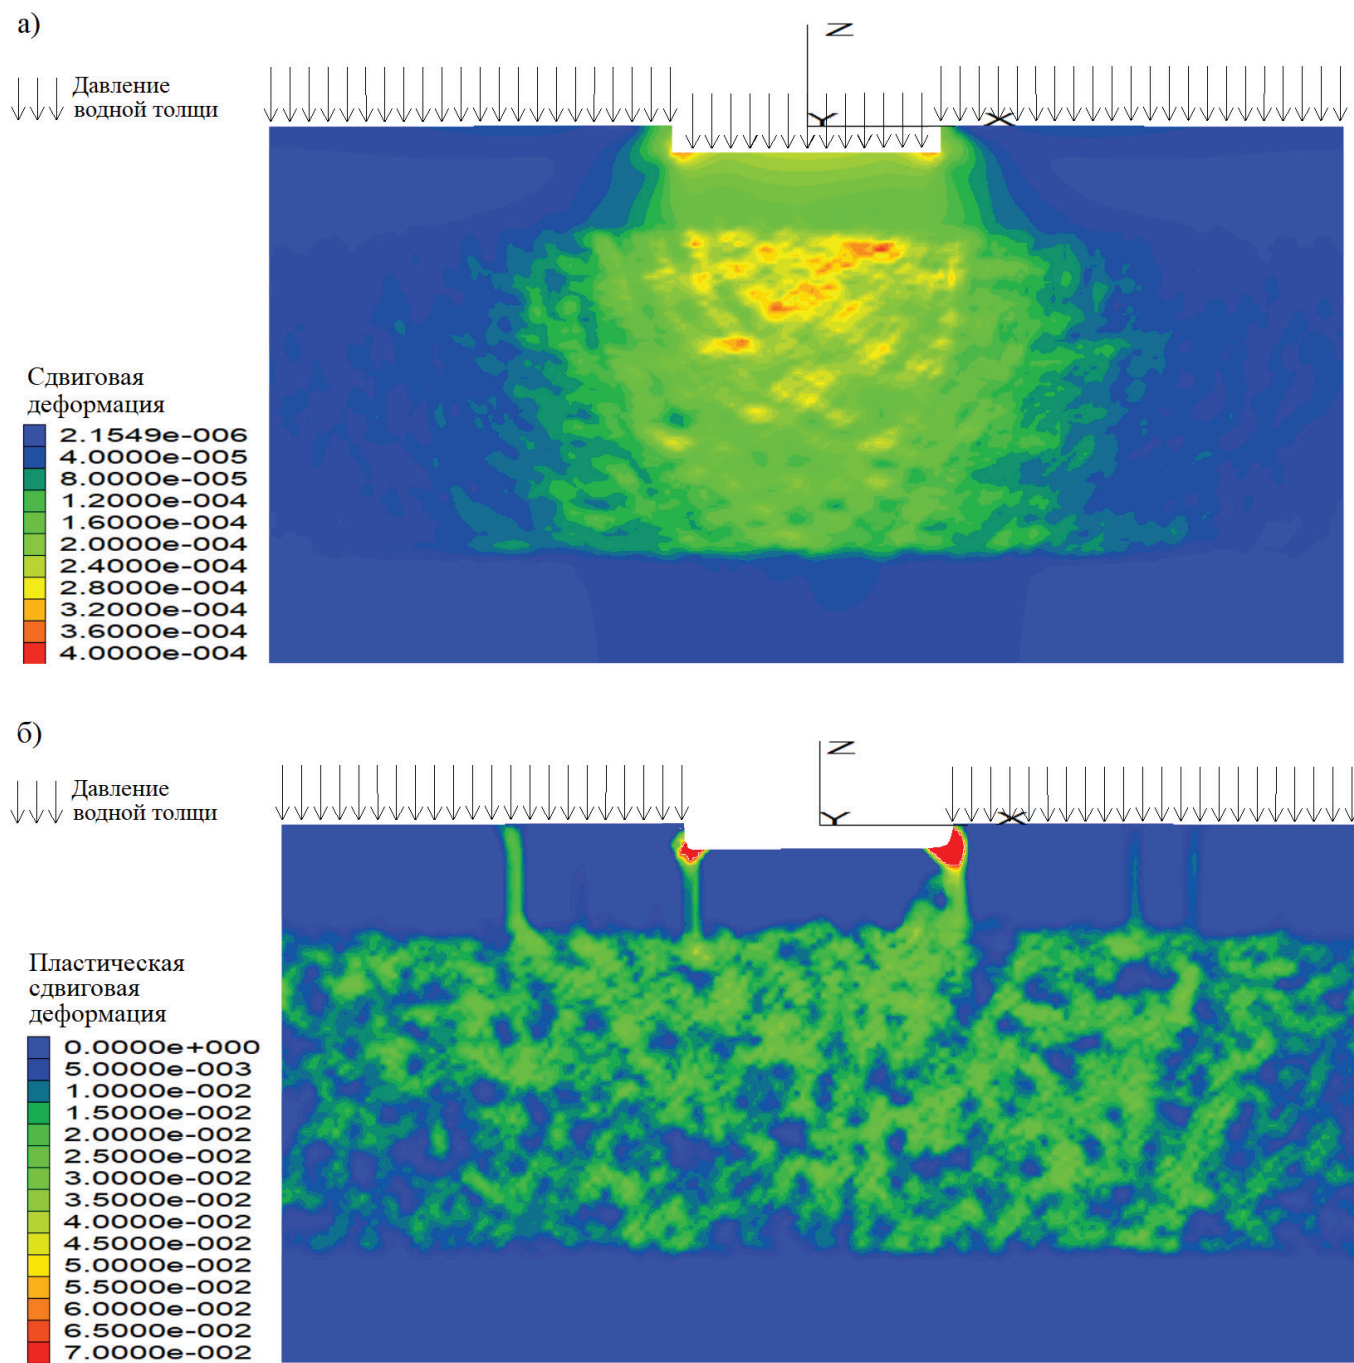 а)
Z
Давление
водной толщи
Y
X
Сдвиговая
деформация
2.1549e-006
4.0000e-005
8.0000e-005
1.2000e-004
1.6000e-004
2.0000e-004
2.4000e-004
2.8000e-004
3.2000e-004
3.6000e-004
4.0000e-004
б)
Z
Давление
водной толщи
Y
X
Пластическая
сдвиговая
деформация
0.0000e+000
5.0000e-003
1.0000e-002
1.5000e-002
2.0000e-002
2.5000e-002
3.0000e-002
3.5000e-002
4.0000e-002
4.5000e-002
5.0000e-002
5.5000e-002
6.0000e-002
6.5000e-002
7.0000e-002